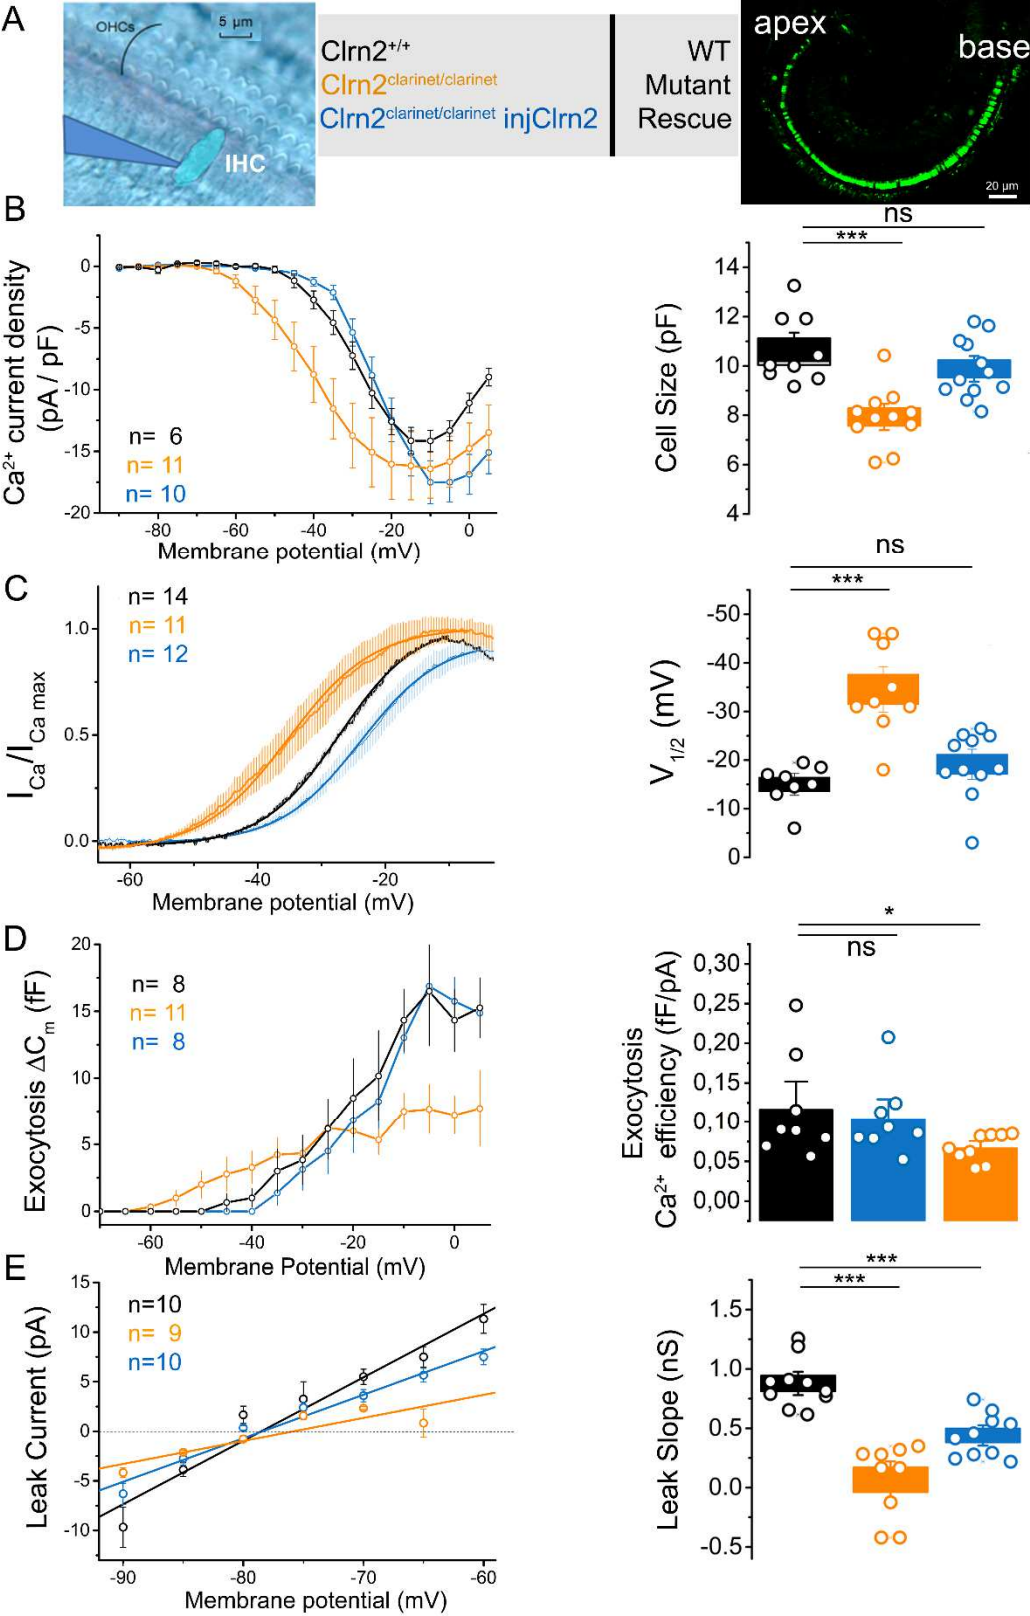 A
OHCs
5 µm
IHC
Clrn2+/+ WT
Clrn2clarinet/clarinet Mutant
Clrn2clarinet/clarinet injClrn2 Rescue
apex
base
20 µm
B
Ca2+ current density
(pA / pF)
0
-5
-10
-15
-20
n= 6
n= 11
n= 10
-80 -60 -40 -20 0
Membrane potential (mV)
ns
***
Cell Size (pF)
14
12
10
8
6
4
C
ICa/ICa max
1.0
0.5
0.0
n= 14
n= 11
n= 12
-60 -40 -20
Membrane potential (mV)
ns
***
V1/2 (mV)
-50
-40
-30
-20
-10
0
D
Exocytosis ΔCm (fF)
20
15
10
5
0
n= 8
n= 11
n= 8
-60 -40 -20 0
Membrane Potential (mV)
*
ns
Exocytosis
Ca2+ efficiency (fF/pA)
0,30
0,25
0,20
0,15
0,10
0,05
0,00
E
Leak Current (pA)
15
10
5
0
-5
-10
n=10
n= 9
n=10
-90 -80 -70 -60
Membrane potential (mV)
***
***
Leak Slope (nS)
1.5
1.0
0.5
0.0
-0.5